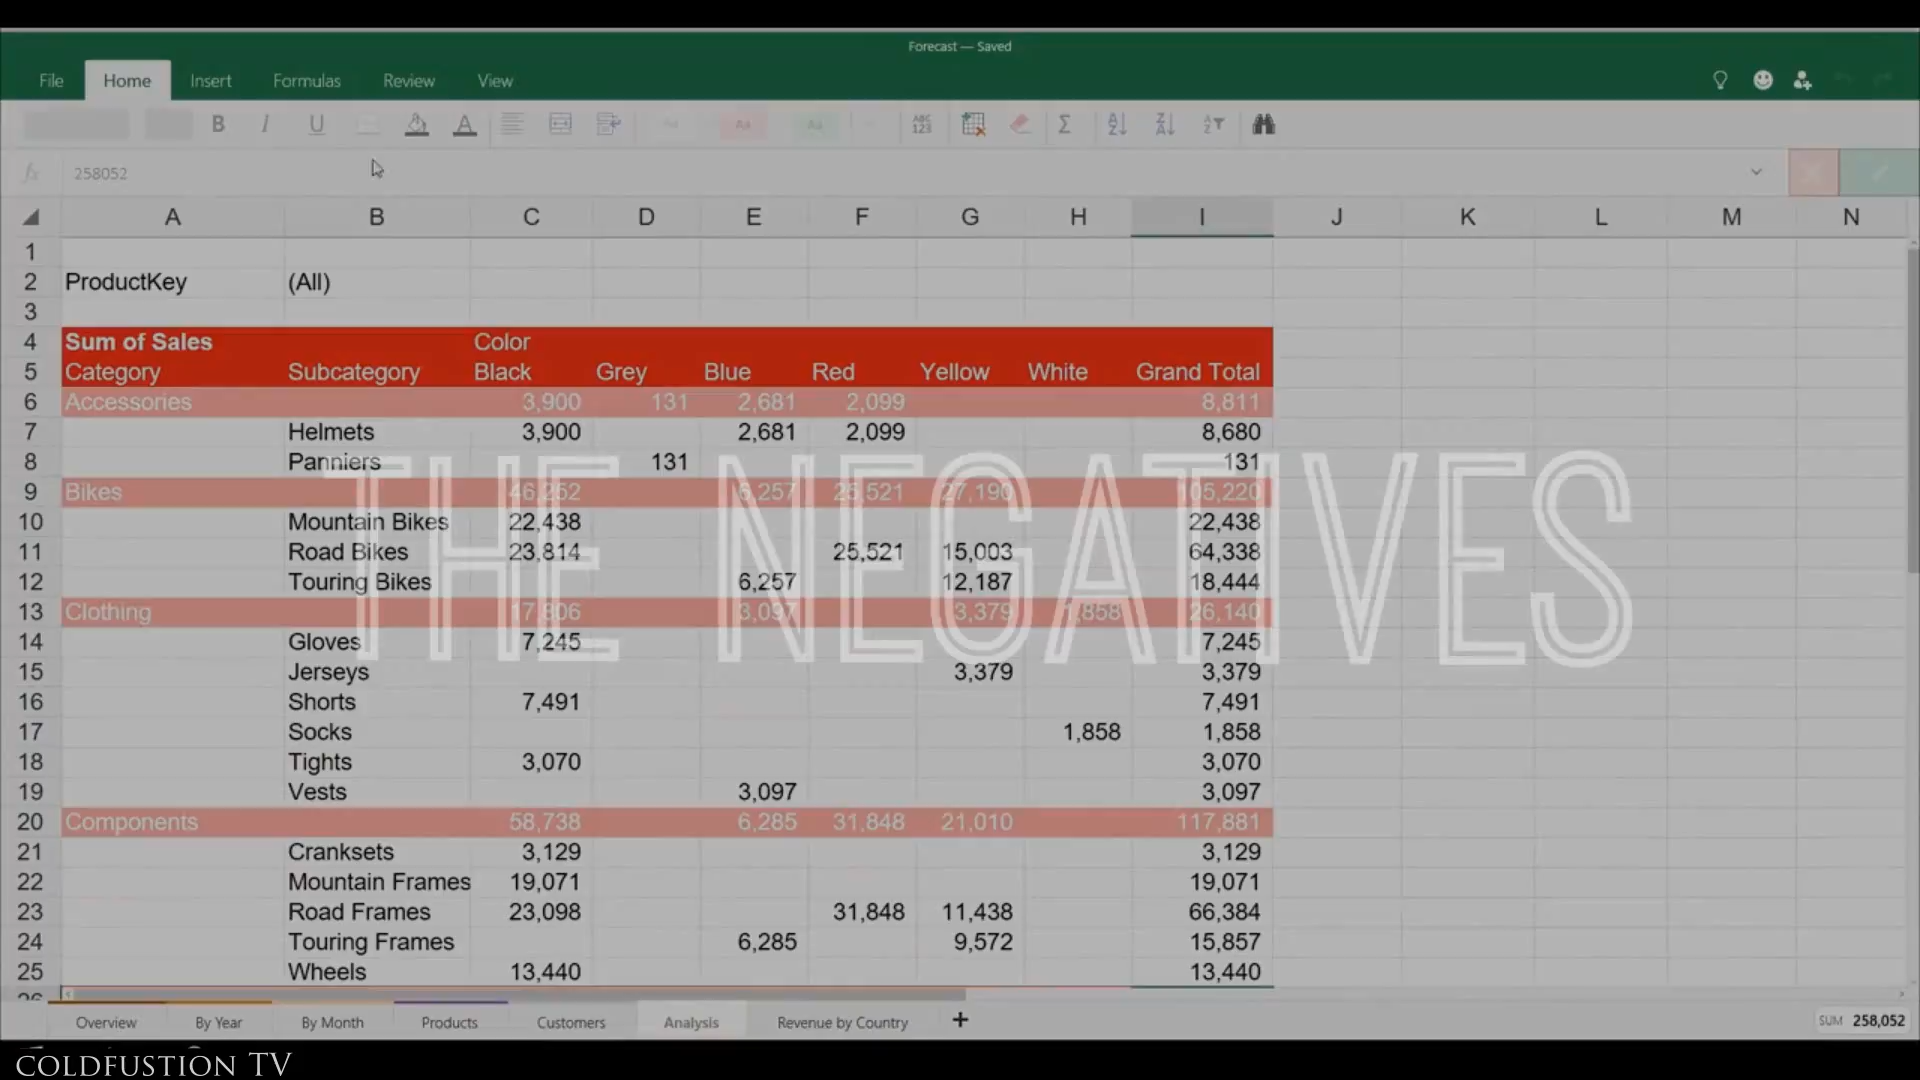 Forecast — Saved
File Home Insert Formulas Review View
B I U ABC 123 Σ
fx 258052
A B C D E F G H I J K L M N
1
2 ProductKey (All)
3
4 Sum of Sales Color
5 Category Subcategory Black Grey Blue Red Yellow White Grand Total
6 Accessories 3,900 131 2,681 2,099 8,811
7 Helmets 3,900 2,681 2,099 8,680
8 Panniers 131 131
9 Bikes 46,252 6,257 25,521 27,190 105,220
10 Mountain Bikes 22,438 22,438
11 Road Bikes 23,814 25,521 15,003 64,338
12 Touring Bikes 6,257 12,187 18,444
THE NEGATIVES
13 Clothing 17,806 3,097 3,379 1,858 26,140
14 Gloves 7,245 7,245
15 Jerseys 3,379 3,379
16 Shorts 7,491 7,491
17 Socks 1,858 1,858
18 Tights 3,070 3,070
19 Vests 3,097 3,097
20 Components 58,738 6,285 31,848 21,010 117,881
21 Cranksets 3,129 3,129
22 Mountain Frames 19,071 19,071
23 Road Frames 23,098 31,848 11,438 66,384
24 Touring Frames 6,285 9,572 15,857
25 Wheels 13,440 13,440
26
Overview By Year By Month Products Customers Analysis Revenue by Country + SUM 258,052
COLDFUSTION TV